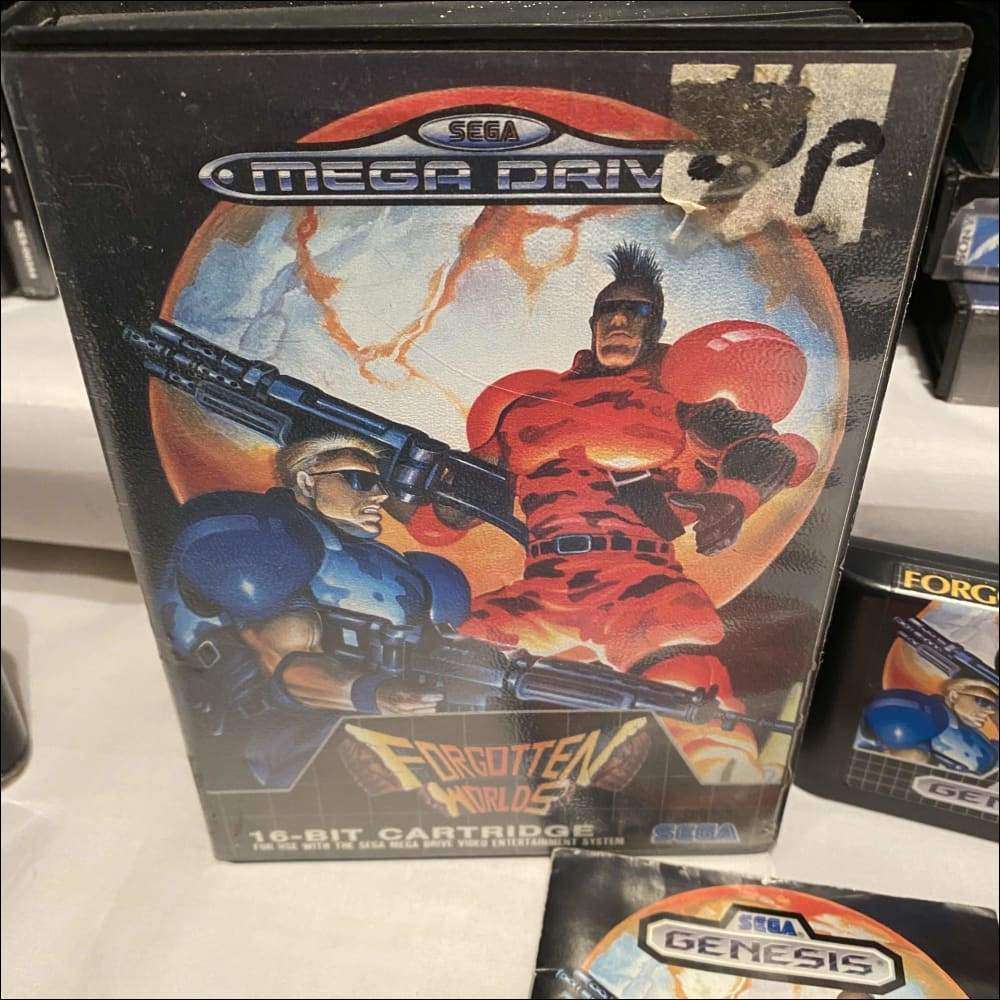 SEGA
MEGA DRIV
P
FORGOTTEN
WORLDS
16-BIT CARTRIDGE
SEGA
FOR USE WITH THE SEGA MEGA DRIVE VIDEO ENTERTAINMENT SYSTEM
FORG
GEN
SEGA
GENESIS